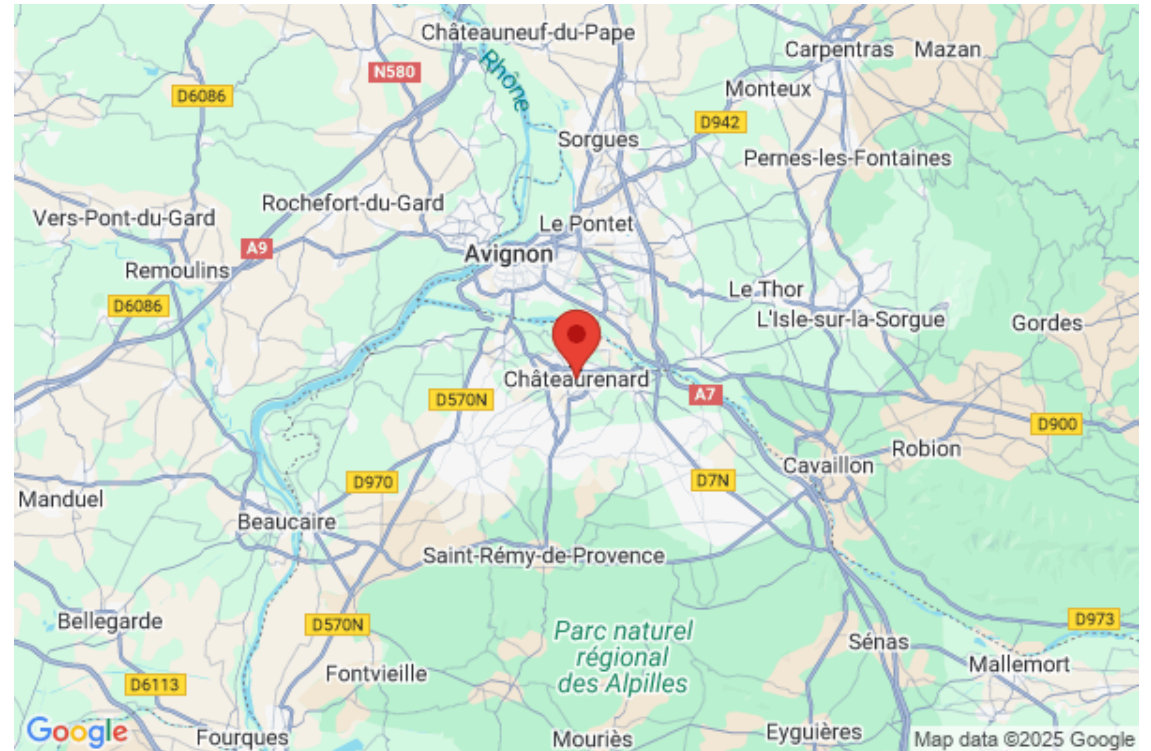 Châteauneuf-du-Pape
Carpentras
Mazan
N580
Rhône
D6086
Monteux
D942
Sorgues
Pernes-les-Fontaines
Rochefort-du-Gard
Vers-Pont-du-Gard
Le Pontet
A9
Avignon
Remoulins
Le Thor
D6086
L'Isle-sur-la-Sorgue
Gordes
Châteaurenard
D570N
A7
D900
Robion
Cavaillon
D970
D7N
Manduel
Beaucaire
Saint-Rémy-de-Provence
Bellegarde
D570N
D973
Parc naturel
régional
des Alpilles
Sénas
Mallemort
Fontvieille
D6113
Google
Fourques
Mouriès
Eyguières
Map data ©2025 Google